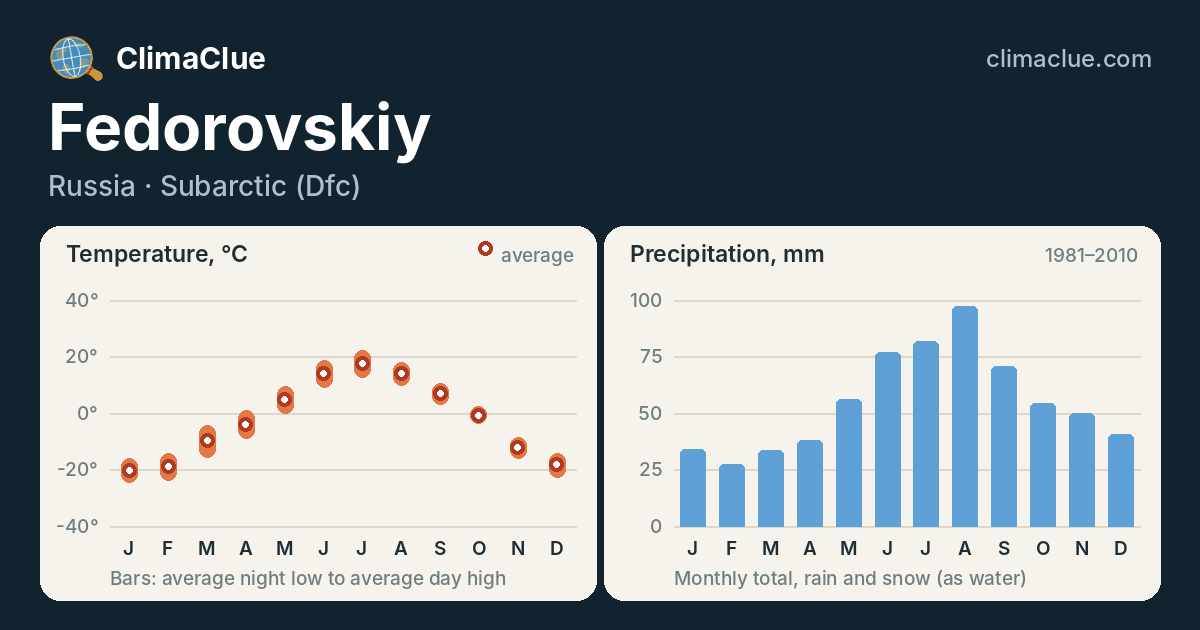 ClimaClue
climaclue.com
Fedorovskiy
Russia · Subarctic (Dfc)
Temperature, °C
average
40°
20°
0°
-20°
-40°
J F M A M J J A S O N D
Bars: average night low to average day high
Precipitation, mm
1981–2010
100
75
50
25
0
J F M A M J J A S O N D
Monthly total, rain and snow (as water)